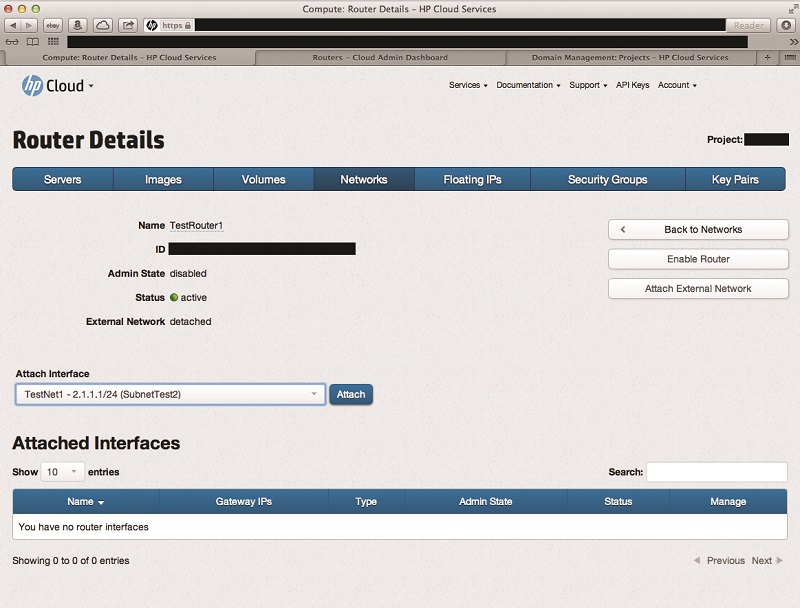 Compute: Router Details - HP Cloud Services
ebay
https
Reader
Compute: Router Details - HP Cloud Services
Routers - Cloud Admin Dashboard
Domain Management: Projects - HP Cloud Services
hp Cloud
Services
Documentation
Support
API Keys
Account
Router Details
Project:
Servers
Images
Volumes
Networks
Floating IPs
Security Groups
Key Pairs
Name TestRouter1
ID
Admin State disabled
Status active
External Network detached
Back to Networks
Enable Router
Attach External Network
Attach Interface
TestNet1 - 2.1.1.1/24 (SubnetTest2)
Attach
Attached Interfaces
Show 10 entries
Search:
Name
Gateway IPs
Type
Admin State
Status
Manage
You have no router interfaces
Showing 0 to 0 of 0 entries
Previous
Next